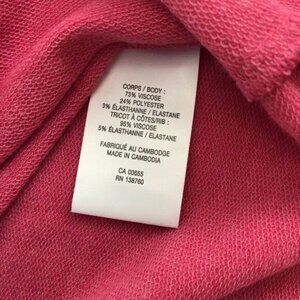 CORPS / BODY :
73% VISCOSE
24% POLYESTER
3% ÉLASTHANNE / ELASTANE
TRICOT À CÔTES/RIB :
95% VISCOSE
5% ÉLASTHANNE / ELASTANE
FABRIQUÉ AU CAMBODGE
MADE IN CAMBODIA
CA 00655
RN 138760